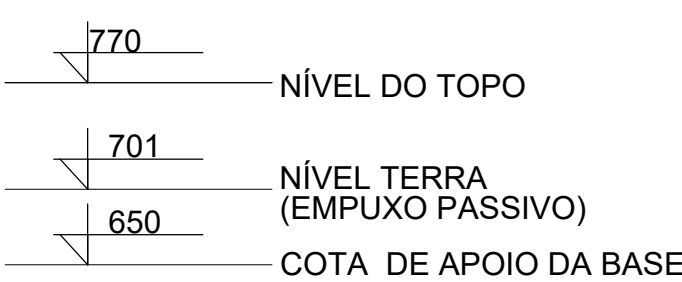 770
NÍVEL DO TOPO
701
NÍVEL TERRA
(EMPUXO PASSIVO)
650
COTA DE APOIO DA BASE